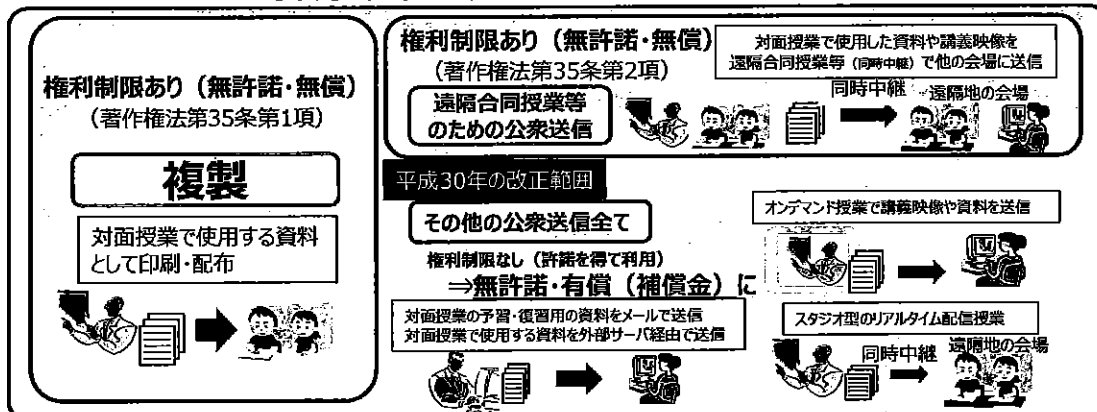 権利制限あり（無許諾・無償）
（著作権法第35条第1項）
複製
対面授業で使用する資料
として印刷・配布
権利制限あり（無許諾・無償）
（著作権法第35条第2項）
遠隔合同授業等
のための公衆送信
対面授業で使用した資料や講義映像を
遠隔合同授業等（同時中継）で他の会場に送信
同時中継
遠隔地の会場
平成30年の改正範囲
その他の公衆送信全て
権利制限なし（許諾を得て利用）
⇒無許諾・有償（補償金）に
対面授業の予習・復習用の資料をメールで送信
対面授業で使用する資料を外部サーバ経由で送信
オンデマンド授業で講義映像や資料を送信
スタジオ型のリアルタイム配信授業
同時中継
遠隔地の会場